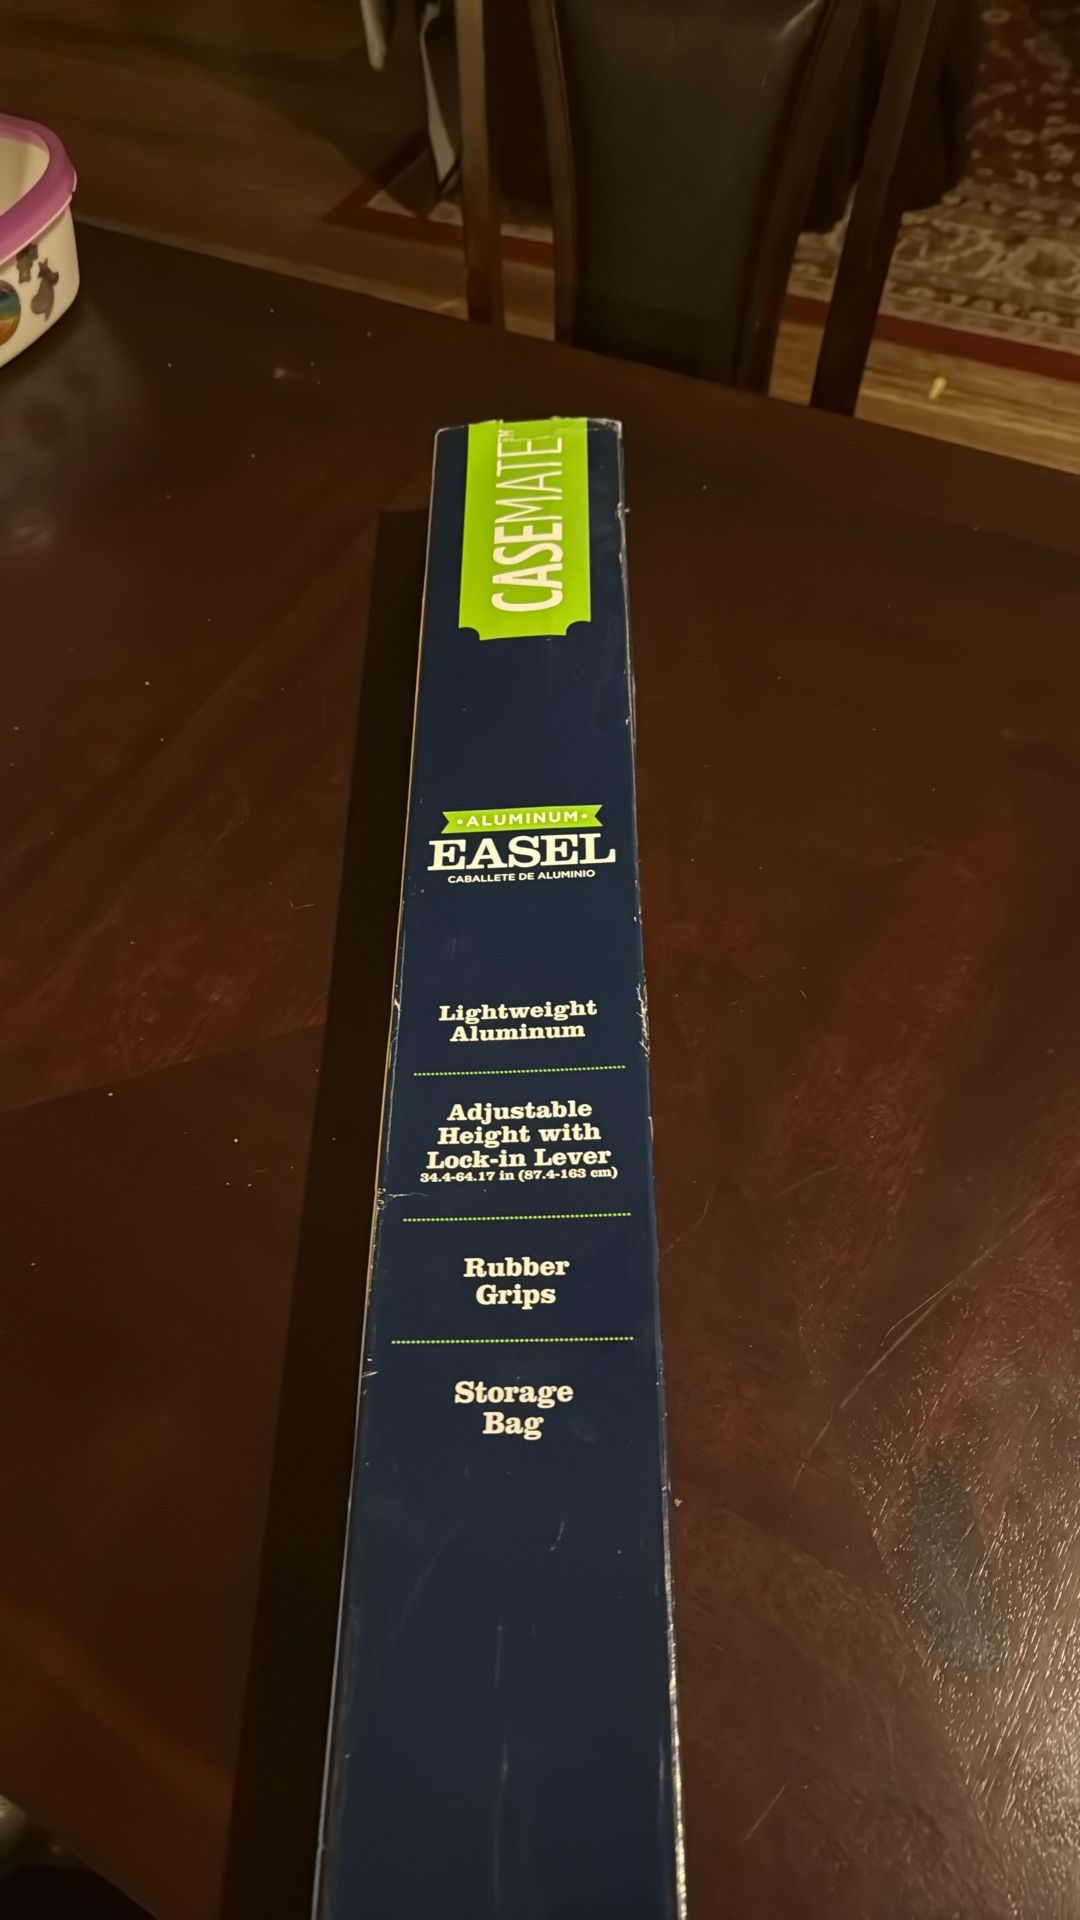 CASEMATE™
•ALUMINUM•
EASEL
CABALLETE DE ALUMINIO
Lightweight
Aluminum
Adjustable
Height with
Lock-in Lever
34.4-64.17 in (87.4-163 cm)
Rubber
Grips
Storage
Bag